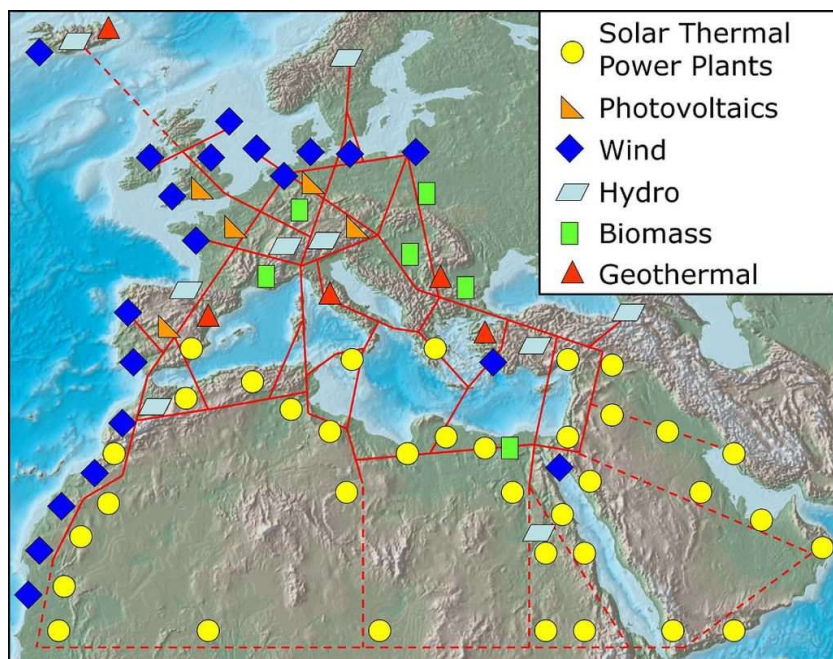 Solar Thermal
Power Plants
Photovoltaics
Wind
Hydro
Biomass
Geothermal